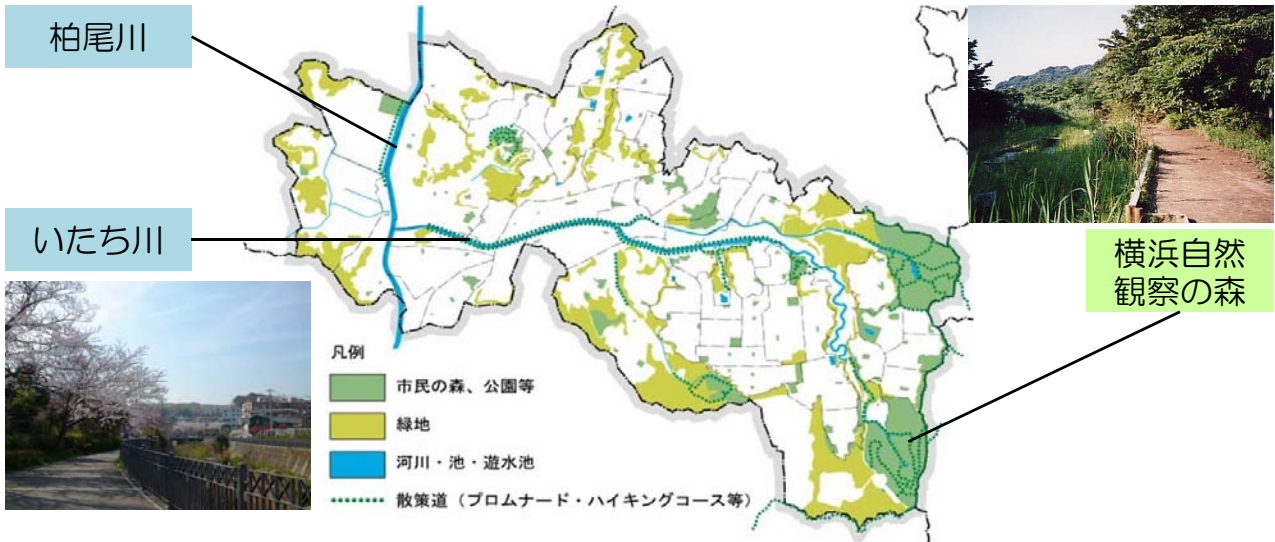 柏尾川
いたち川
横浜自然
観察の森
凡例
市民の森、公園等
緑地
河川・池・遊水池
散策道（プロムナード・ハイキングコース等）